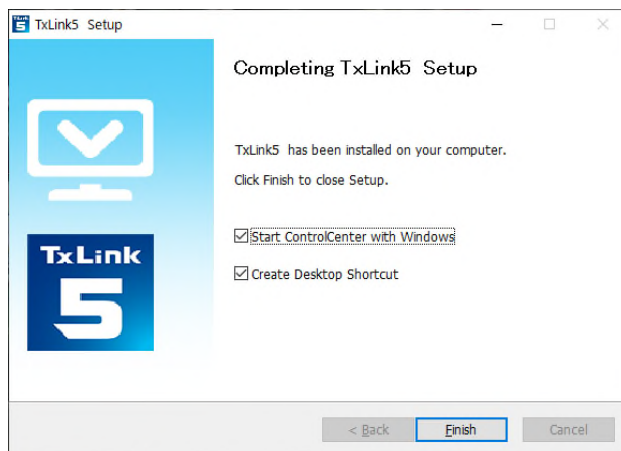 TxLink5 Setup
Completing TxLink5 Setup
TxLink5 has been installed on your computer.
Click Finish to close Setup.
Start ControlCenter with Windows
TxLink
5
Create Desktop Shortcut
< Back
Finish
Cancel